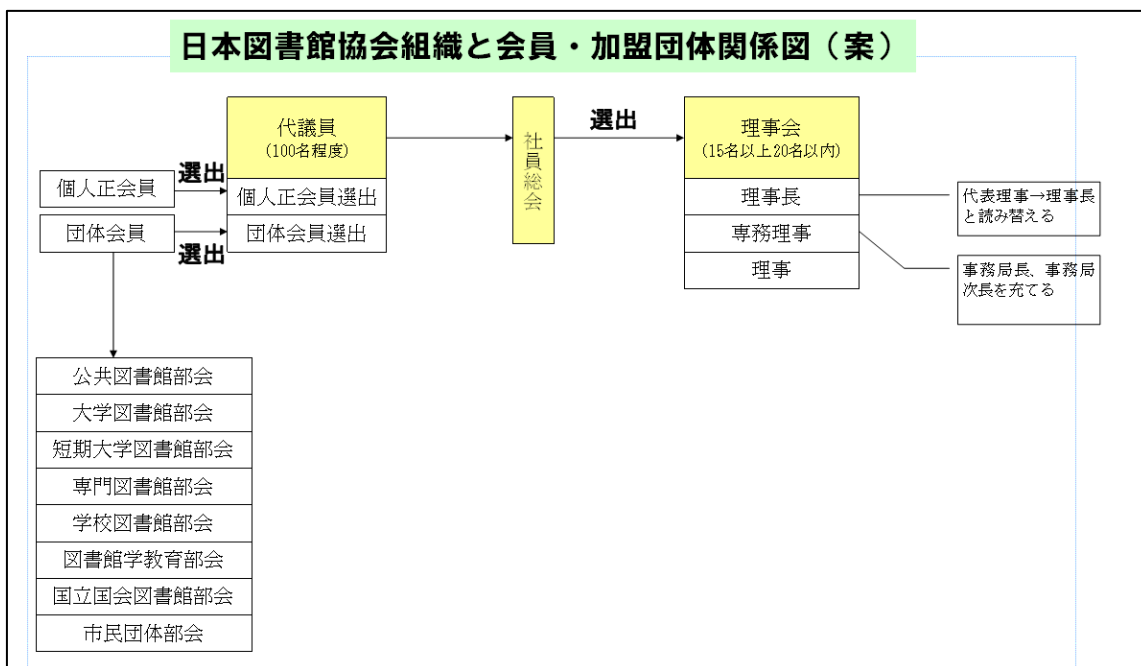 日本図書館協会組織と会員・加盟団体関係図（案）
代議員
(100名程度)
個人正会員選出
団体会員選出
個人正会員
選出
団体会員
選出
社員総会
選出
理事会
(15名以上20名以内)
理事長
専務理事
理事
代表理事→理事長
と読み替える
事務局長、事務局
次長を充てる
公共図書館部会
大学図書館部会
短期大学図書館部会
専門図書館部会
学校図書館部会
図書館学教育部会
国立国会図書館部会
市民団体部会